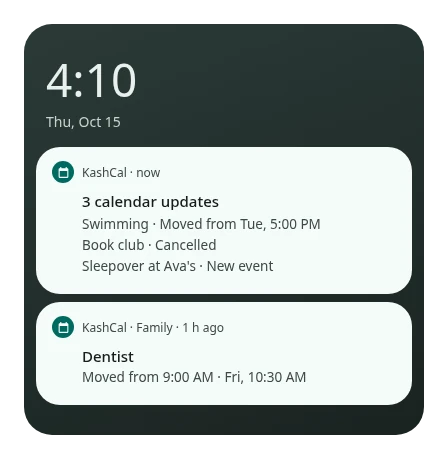 4:10
Thu, Oct 15
KashCal · now
3 calendar updates
Swimming · Moved from Tue, 5:00 PM
Book club · Cancelled
Sleepover at Ava's · New event
KashCal · Family · 1 h ago
Dentist
Moved from 9:00 AM · Fri, 10:30 AM